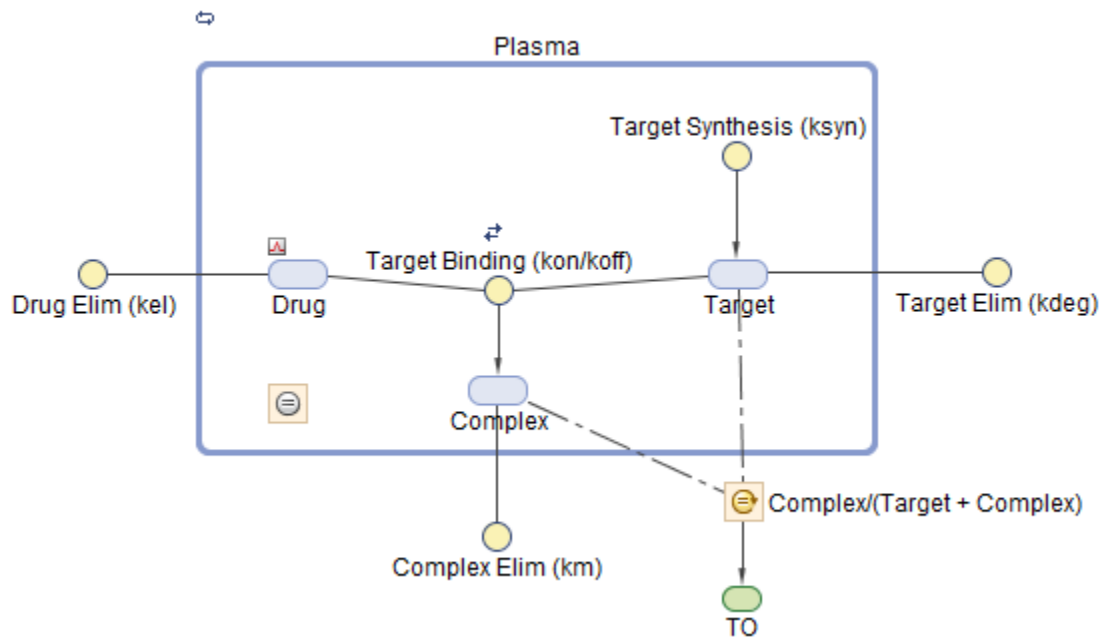 Plasma
Target Synthesis (ksyn)
Target Binding (kon/koff)
Drug Elim (kel)
Drug
Target
Target Elim (kdeg)
Complex
Complex/(Target + Complex)
Complex Elim (km)
TO